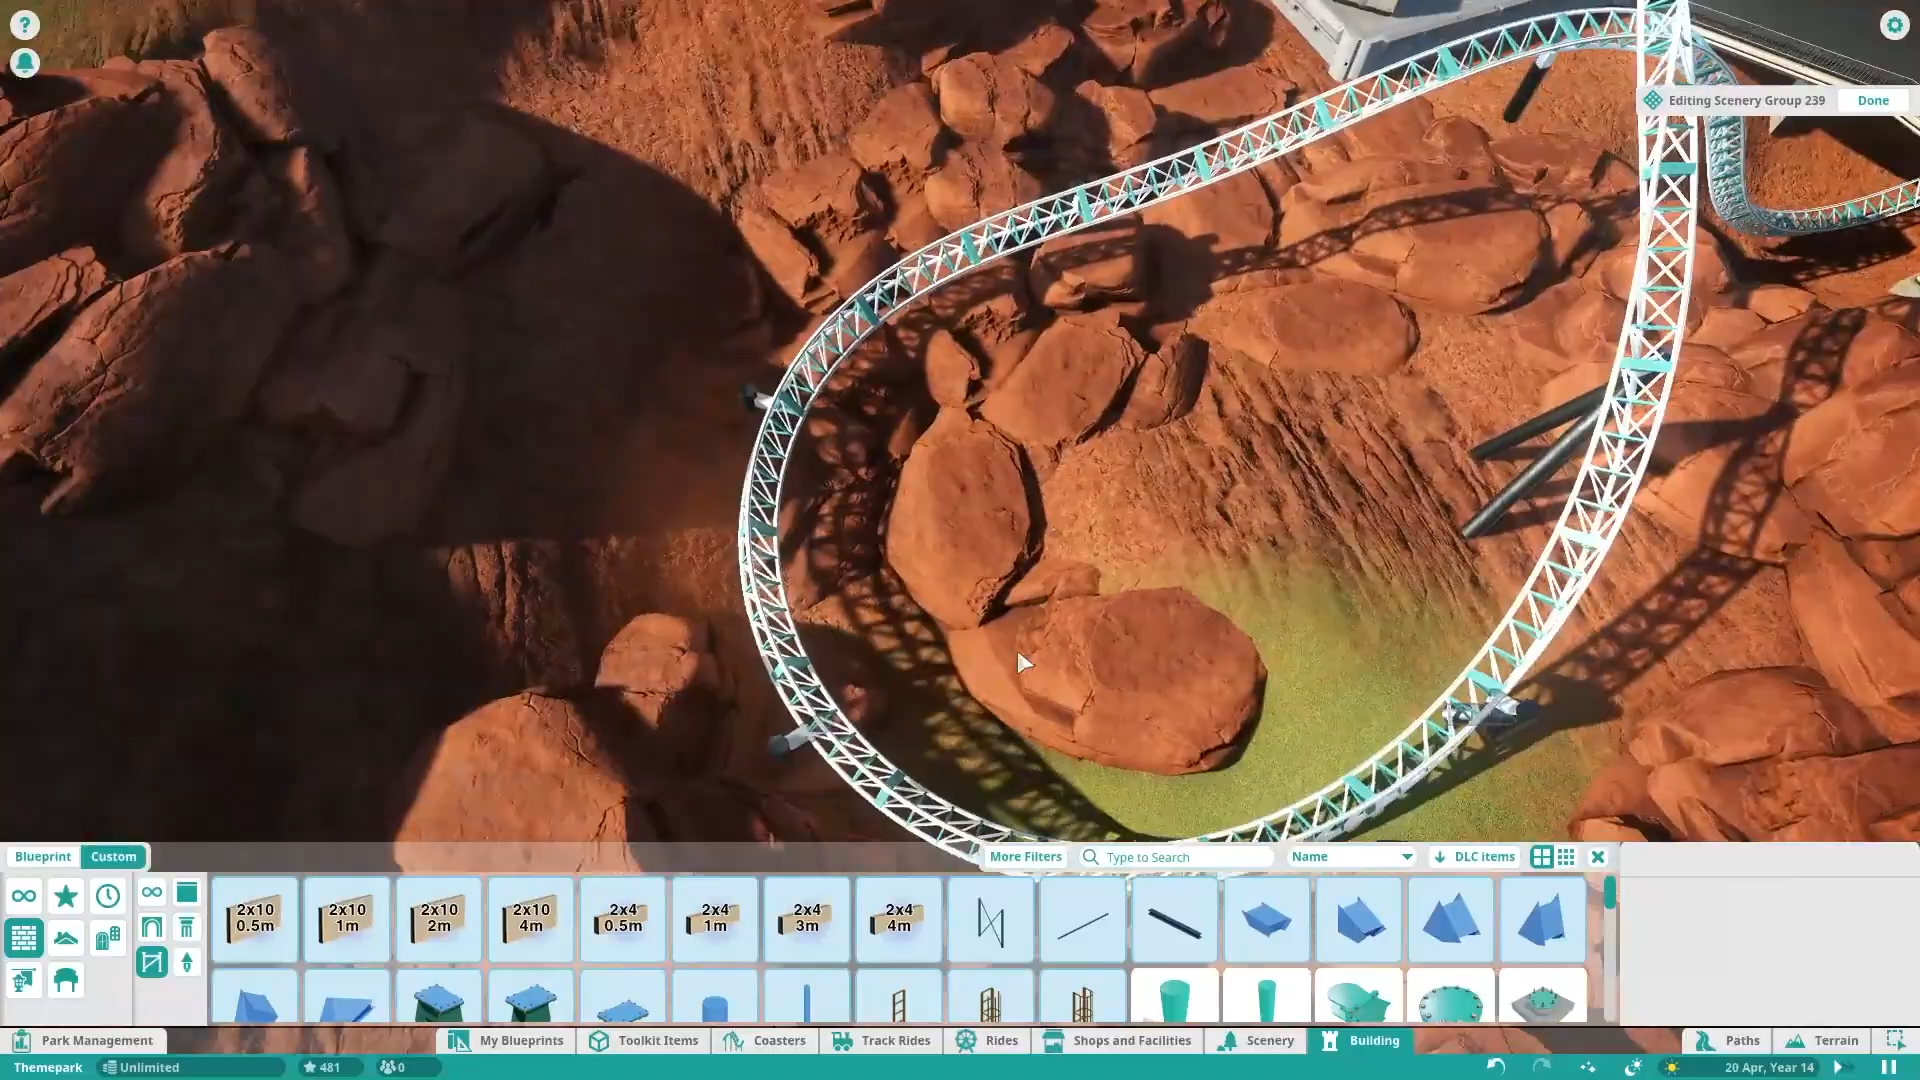 ?
Editing Scenery Group 239
Done
Blueprint
Custom
More Filters
Type to Search
Name
DLC items
2x10
0.5m
2x10
1m
2x10
2m
2x10
4m
2x4
0.5m
2x4
1m
2x4
3m
2x4
4m
Park Management
My Blueprints
Toolkit Items
Coasters
Track Rides
Rides
Shops and Facilities
Scenery
Building
Paths
Terrain
Themepark
Unlimited
481
0
20 Apr, Year 14